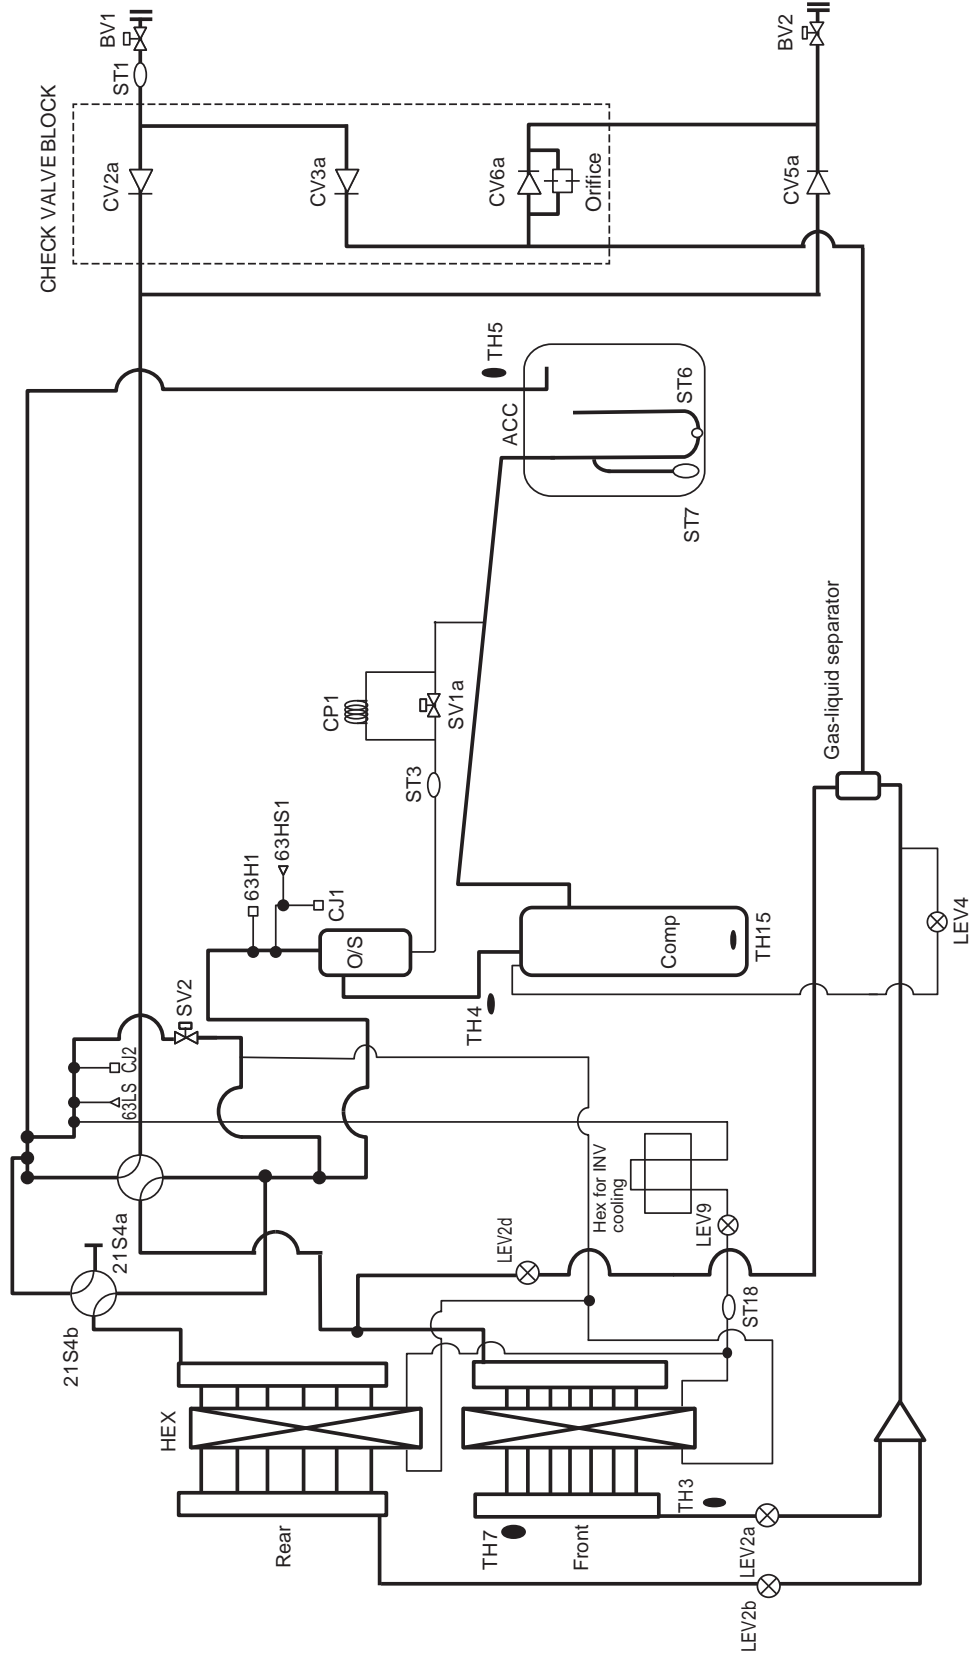 BV1
ST1
CHECK VALVE BLOCK
CV2a
CV3a
CV6a
Orifice
CV5a
BV2
TH5
ACC
ST6
ST7
CP1
SV1a
ST3
Gas-liquid separator
63H1
63HS1
CJ1
O/S
Comp
TH15
TH4
LEV4
SV2
CJ2
63LS
21S4a
21S4b
Hex for INV
cooling
LEV9
LEV2d
ST18
HEX
Rear
TH7
Front
TH3
LEV2a
LEV2b